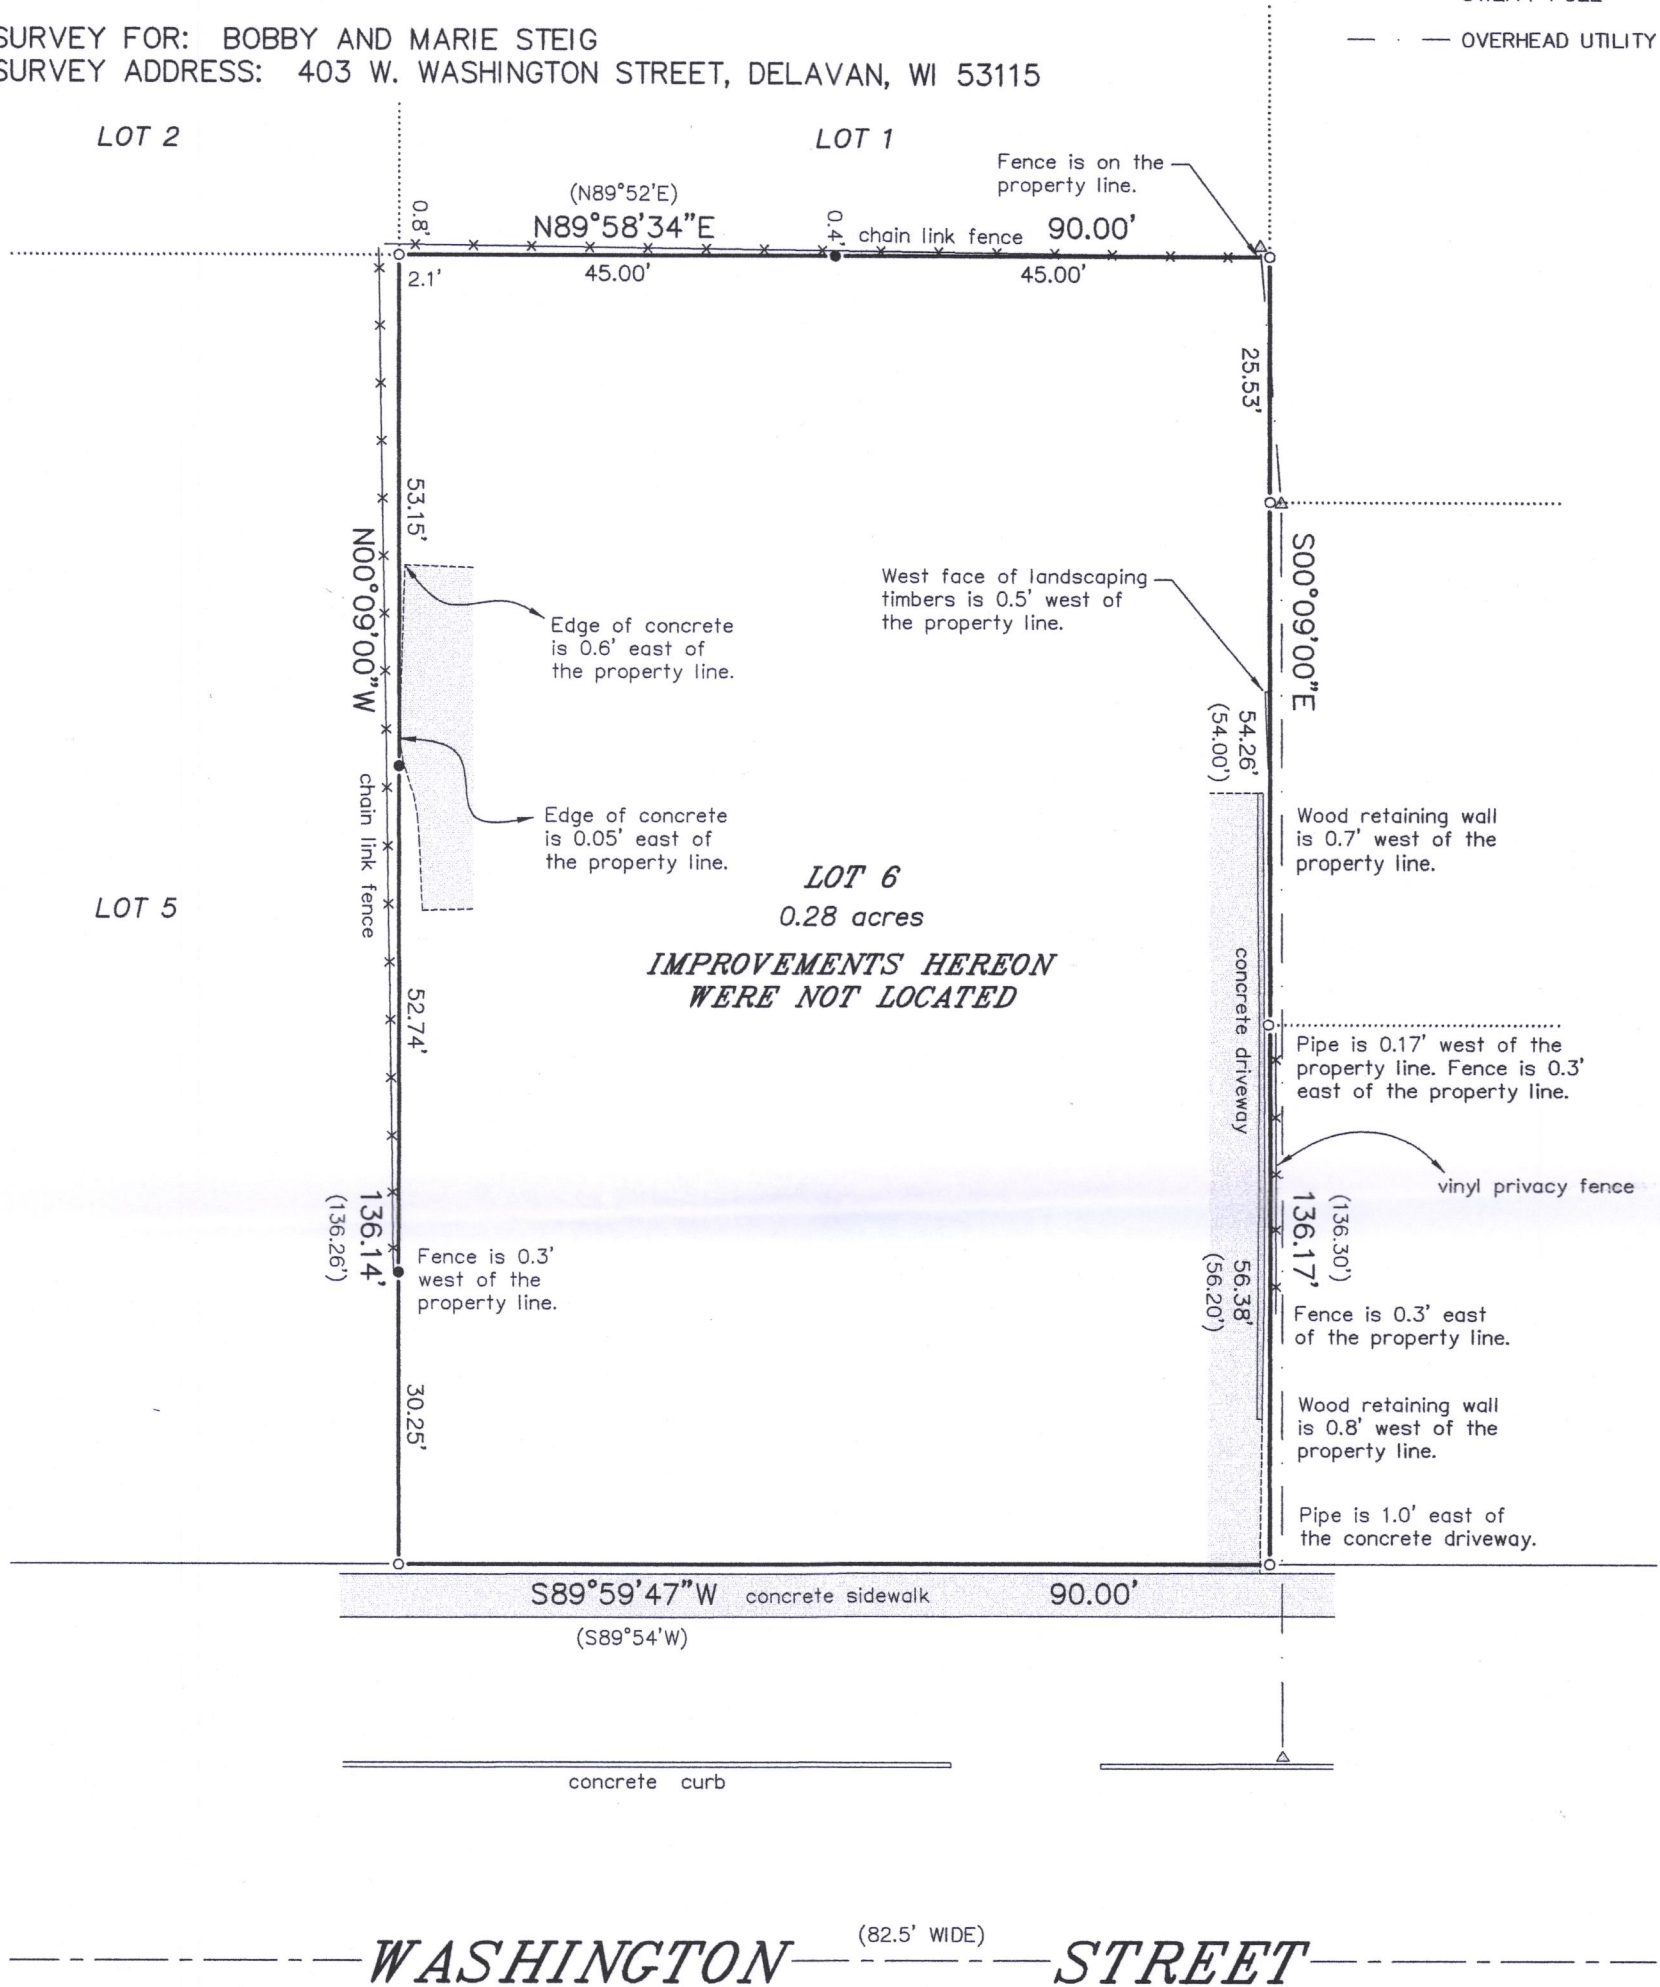 SURVEY FOR: BOBBY AND MARIE STEIG
SURVEY ADDRESS: 403 W. WASHINGTON STREET, DELAVAN, WI 53115
OVERHEAD UTILITY
LOT 2
LOT 1
Fence is on the
property line.
(N89°52'E)
N89°58'34"E
90.00'
0.8'
0.4'
chain link fence
2.1'
45.00'
45.00'
25.53'
53.15'
N00°09'00"W
S00°09'00"E
West face of landscaping
timbers is 0.5' west of
the property line.
Edge of concrete
is 0.6' east of
the property line.
54.26'
(54.00')
chain link fence
Edge of concrete
is 0.05' east of
the property line.
Wood retaining wall
is 0.7' west of the
property line.
LOT 5
LOT 6
0.28 acres
IMPROVEMENTS HEREON
WERE NOT LOCATED
concrete driveway
52.74'
Pipe is 0.17' west of the
property line. Fence is 0.3'
east of the property line.
vinyl privacy fence
136.14'
(136.26')
Fence is 0.3'
west of the
property line.
56.38'
(56.20')
136.17'
(136.30')
Fence is 0.3' east
of the property line.
30.25'
Wood retaining wall
is 0.8' west of the
property line.
Pipe is 1.0' east of
the concrete driveway.
S89°59'47"W
concrete sidewalk
90.00'
(S89°54'W)
concrete curb
(82.5' WIDE)
WASHINGTON STREET